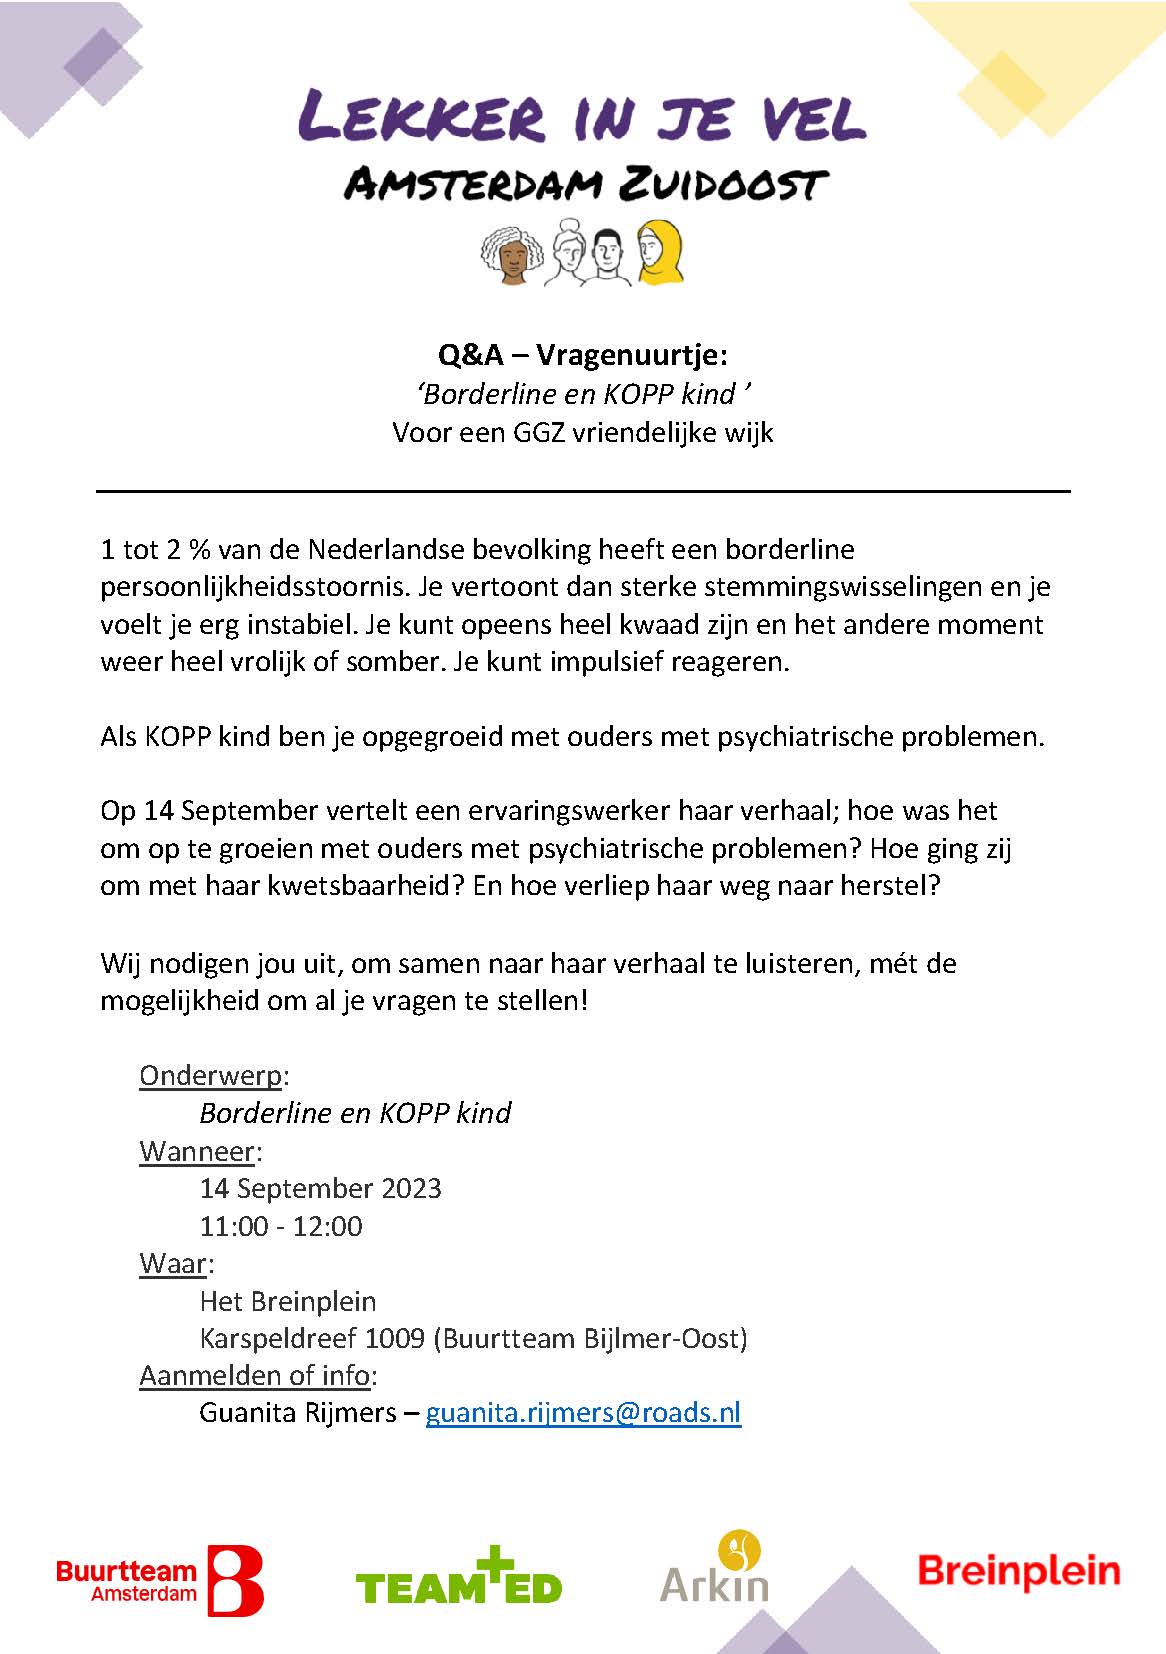 LEKKER IN JE VEL
AMSTERDAM ZUIDOOST
Q&A – Vragenuurtje:
‘Borderline en KOPP kind ’
Voor een GGZ vriendelijke wijk
1 tot 2 % van de Nederlandse bevolking heeft een borderline
persoonlijkheidsstoornis. Je vertoont dan sterke stemmingswisselingen en je
voelt je erg instabiel. Je kunt opeens heel kwaad zijn en het andere moment
weer heel vrolijk of somber. Je kunt impulsief reageren.
Als KOPP kind ben je opgegroeid met ouders met psychiatrische problemen.
Op 14 September vertelt een ervaringswerker haar verhaal; hoe was het
om op te groeien met ouders met psychiatrische problemen? Hoe ging zij
om met haar kwetsbaarheid? En hoe verliep haar weg naar herstel?
Wij nodigen jou uit, om samen naar haar verhaal te luisteren, mét de
mogelijkheid om al je vragen te stellen!
Onderwerp:
Borderline en KOPP kind
Wanneer:
14 September 2023
11:00 - 12:00
Waar:
Het Breinplein
Karspeldreef 1009 (Buurtteam Bijlmer-Oost)
Aanmelden of info:
Guanita Rijmers – guanita.rijmers@roads.nl
Buurtteam
Amsterdam
B
TEAM+ED
Arkin
Breinplein